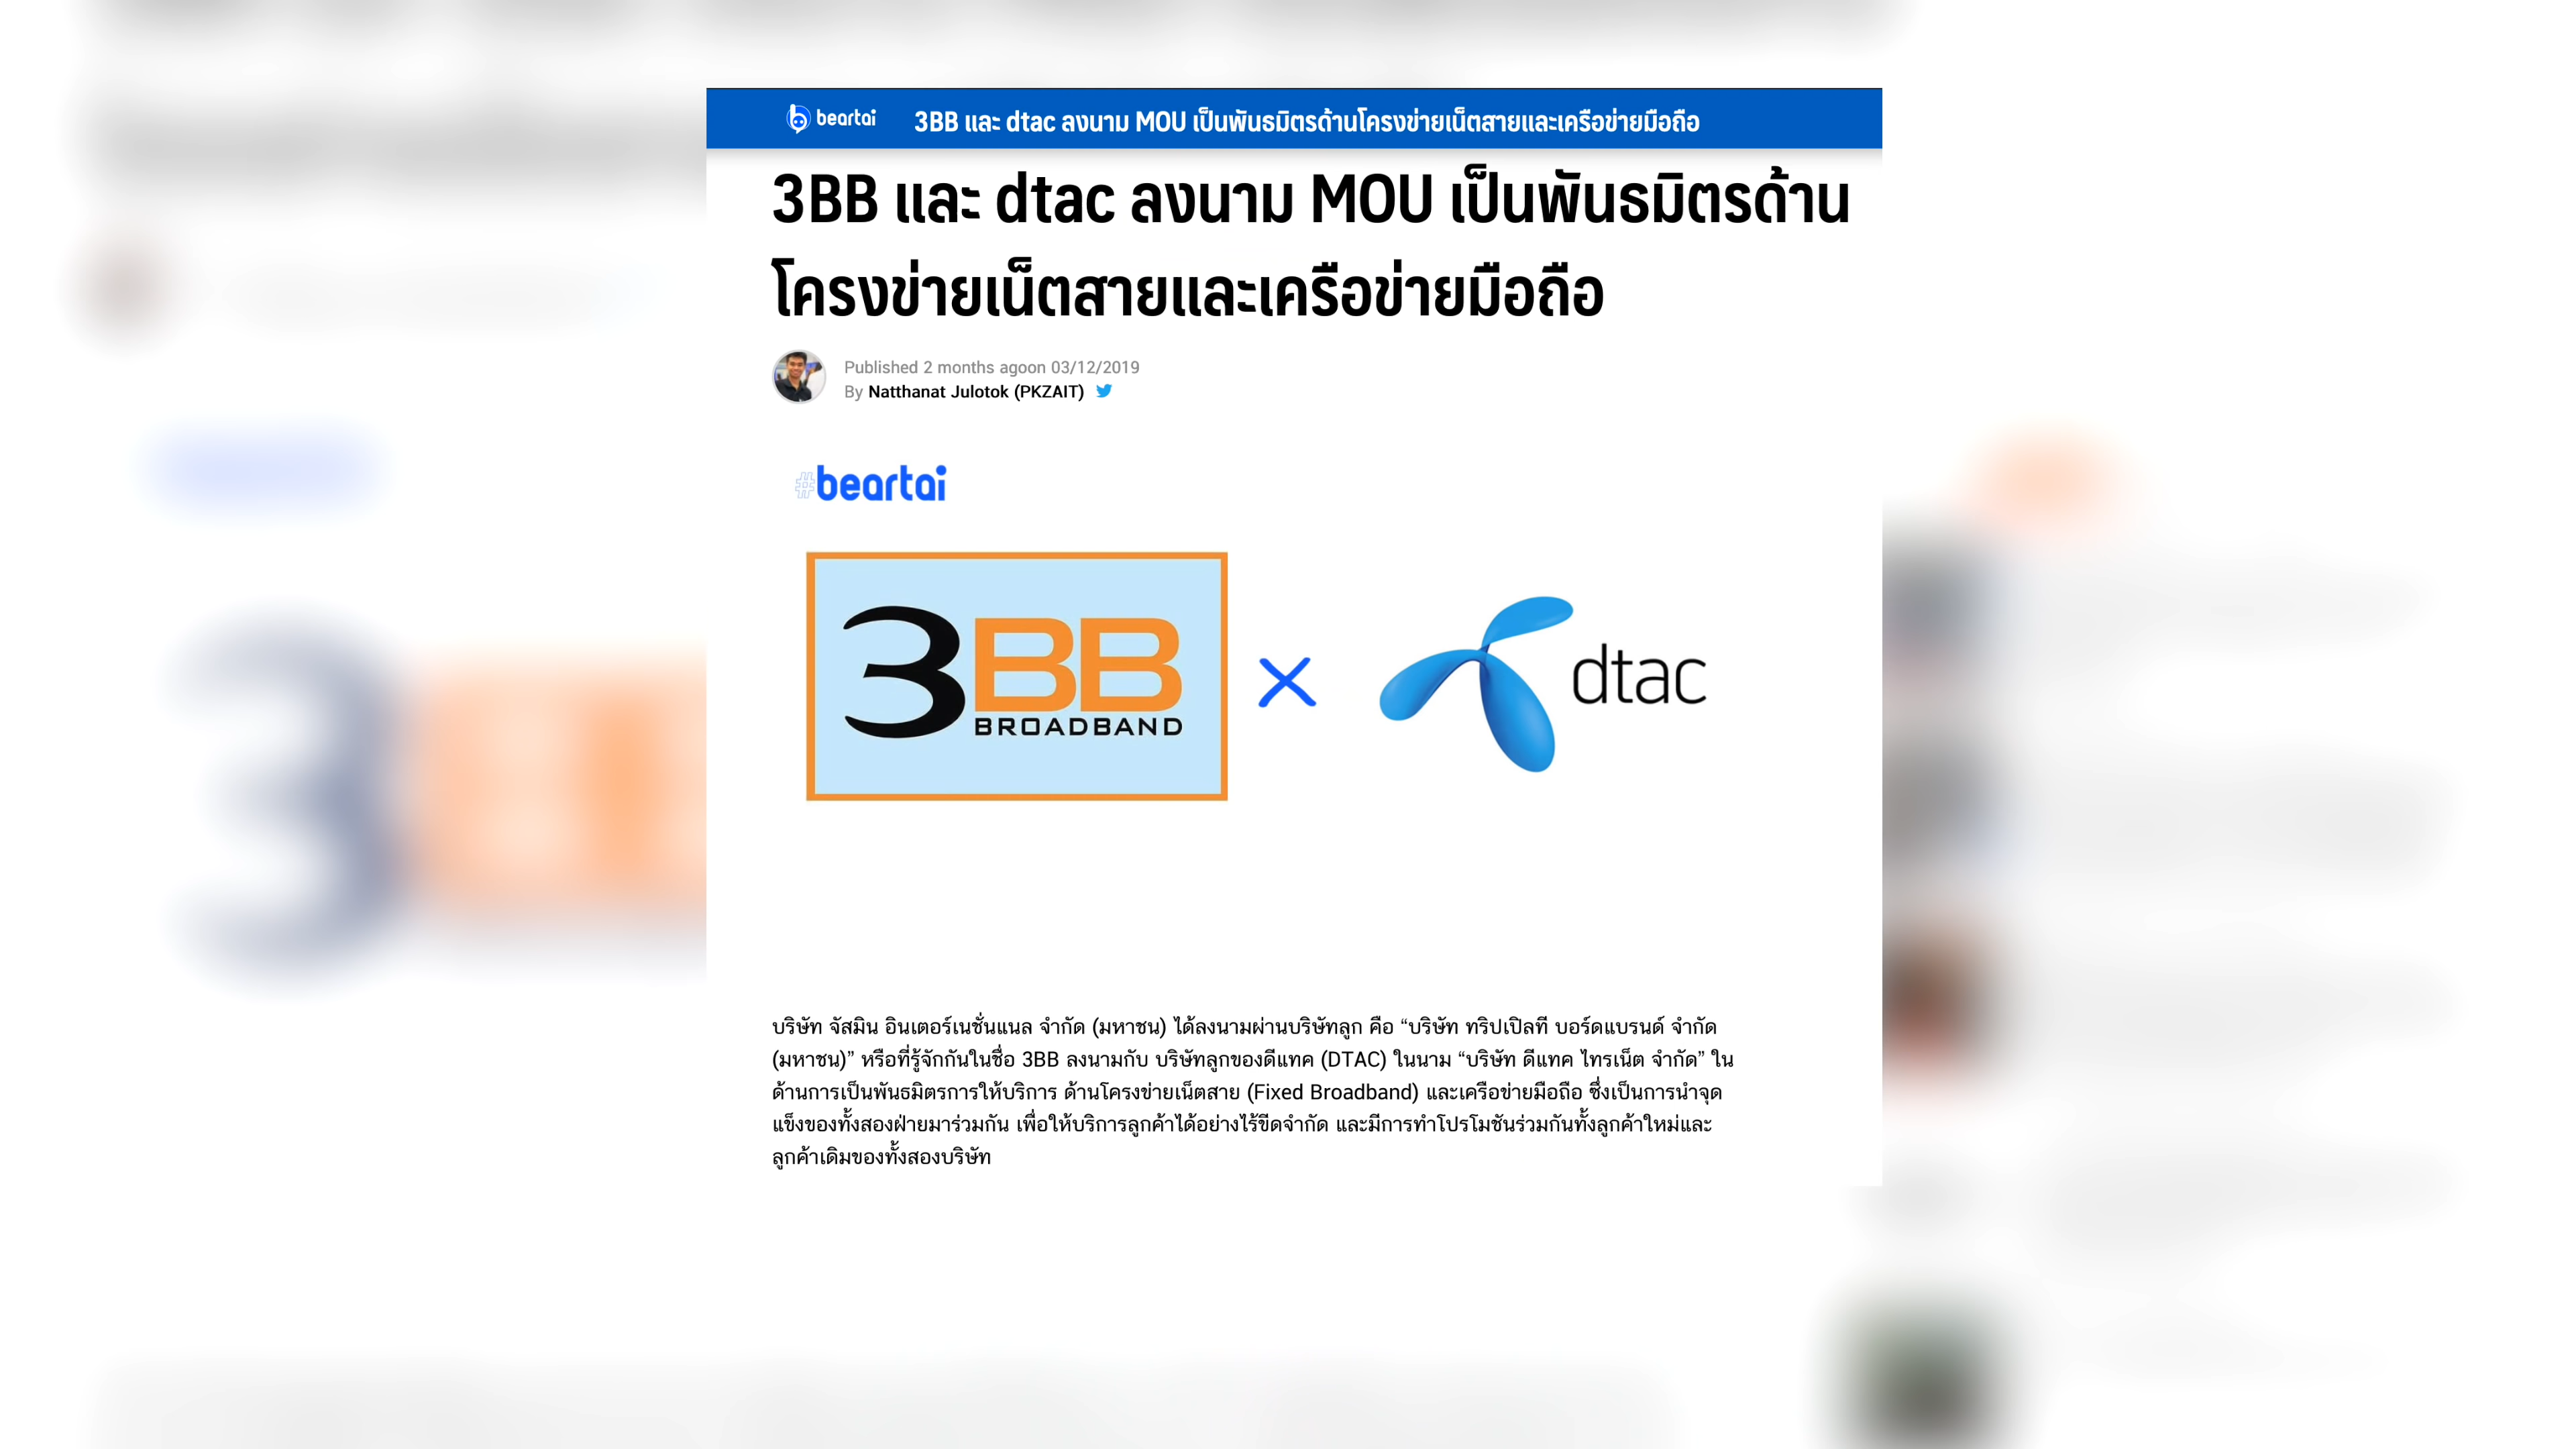 beartai 3BB และ dtac ลงนาม MOU เป็นพันธมิตรด้านโครงข่ายเน็ตสายและเครือข่ายมือถือ
3BB และ dtac ลงนาม MOU เป็นพันธมิตรด้าน
โครงข่ายเน็ตสายและเครือข่ายมือถือ
Published 2 months agoon 03/12/2019
By Natthanat Julotok (PKZAIT)
#beartai
3BB
BROADBAND
×
dtac
บริษัท จัสมิน อินเตอร์เนชั่นแนล จำกัด (มหาชน) ได้ลงนามผ่านบริษัทลูก คือ “บริษัท ทริปเปิลที บอร์ดแบรนด์ จำกัด
(มหาชน)” หรือที่รู้จักกันในชื่อ 3BB ลงนามกับ บริษัทลูกของดีแทค (DTAC) ในนาม “บริษัท ดีแทค ไทรเน็ต จำกัด” ใน
ด้านการเป็นพันธมิตรการให้บริการ ด้านโครงข่ายเน็ตสาย (Fixed Broadband) และเครือข่ายมือถือ ซึ่งเป็นการนำจุด
แข็งของทั้งสองฝ่ายมาร่วมกัน เพื่อให้บริการลูกค้าได้อย่างไร้ขีดจำกัด และมีการทำโปรโมชันร่วมกันทั้งลูกค้าใหม่และ
ลูกค้าเดิมของทั้งสองบริษัท